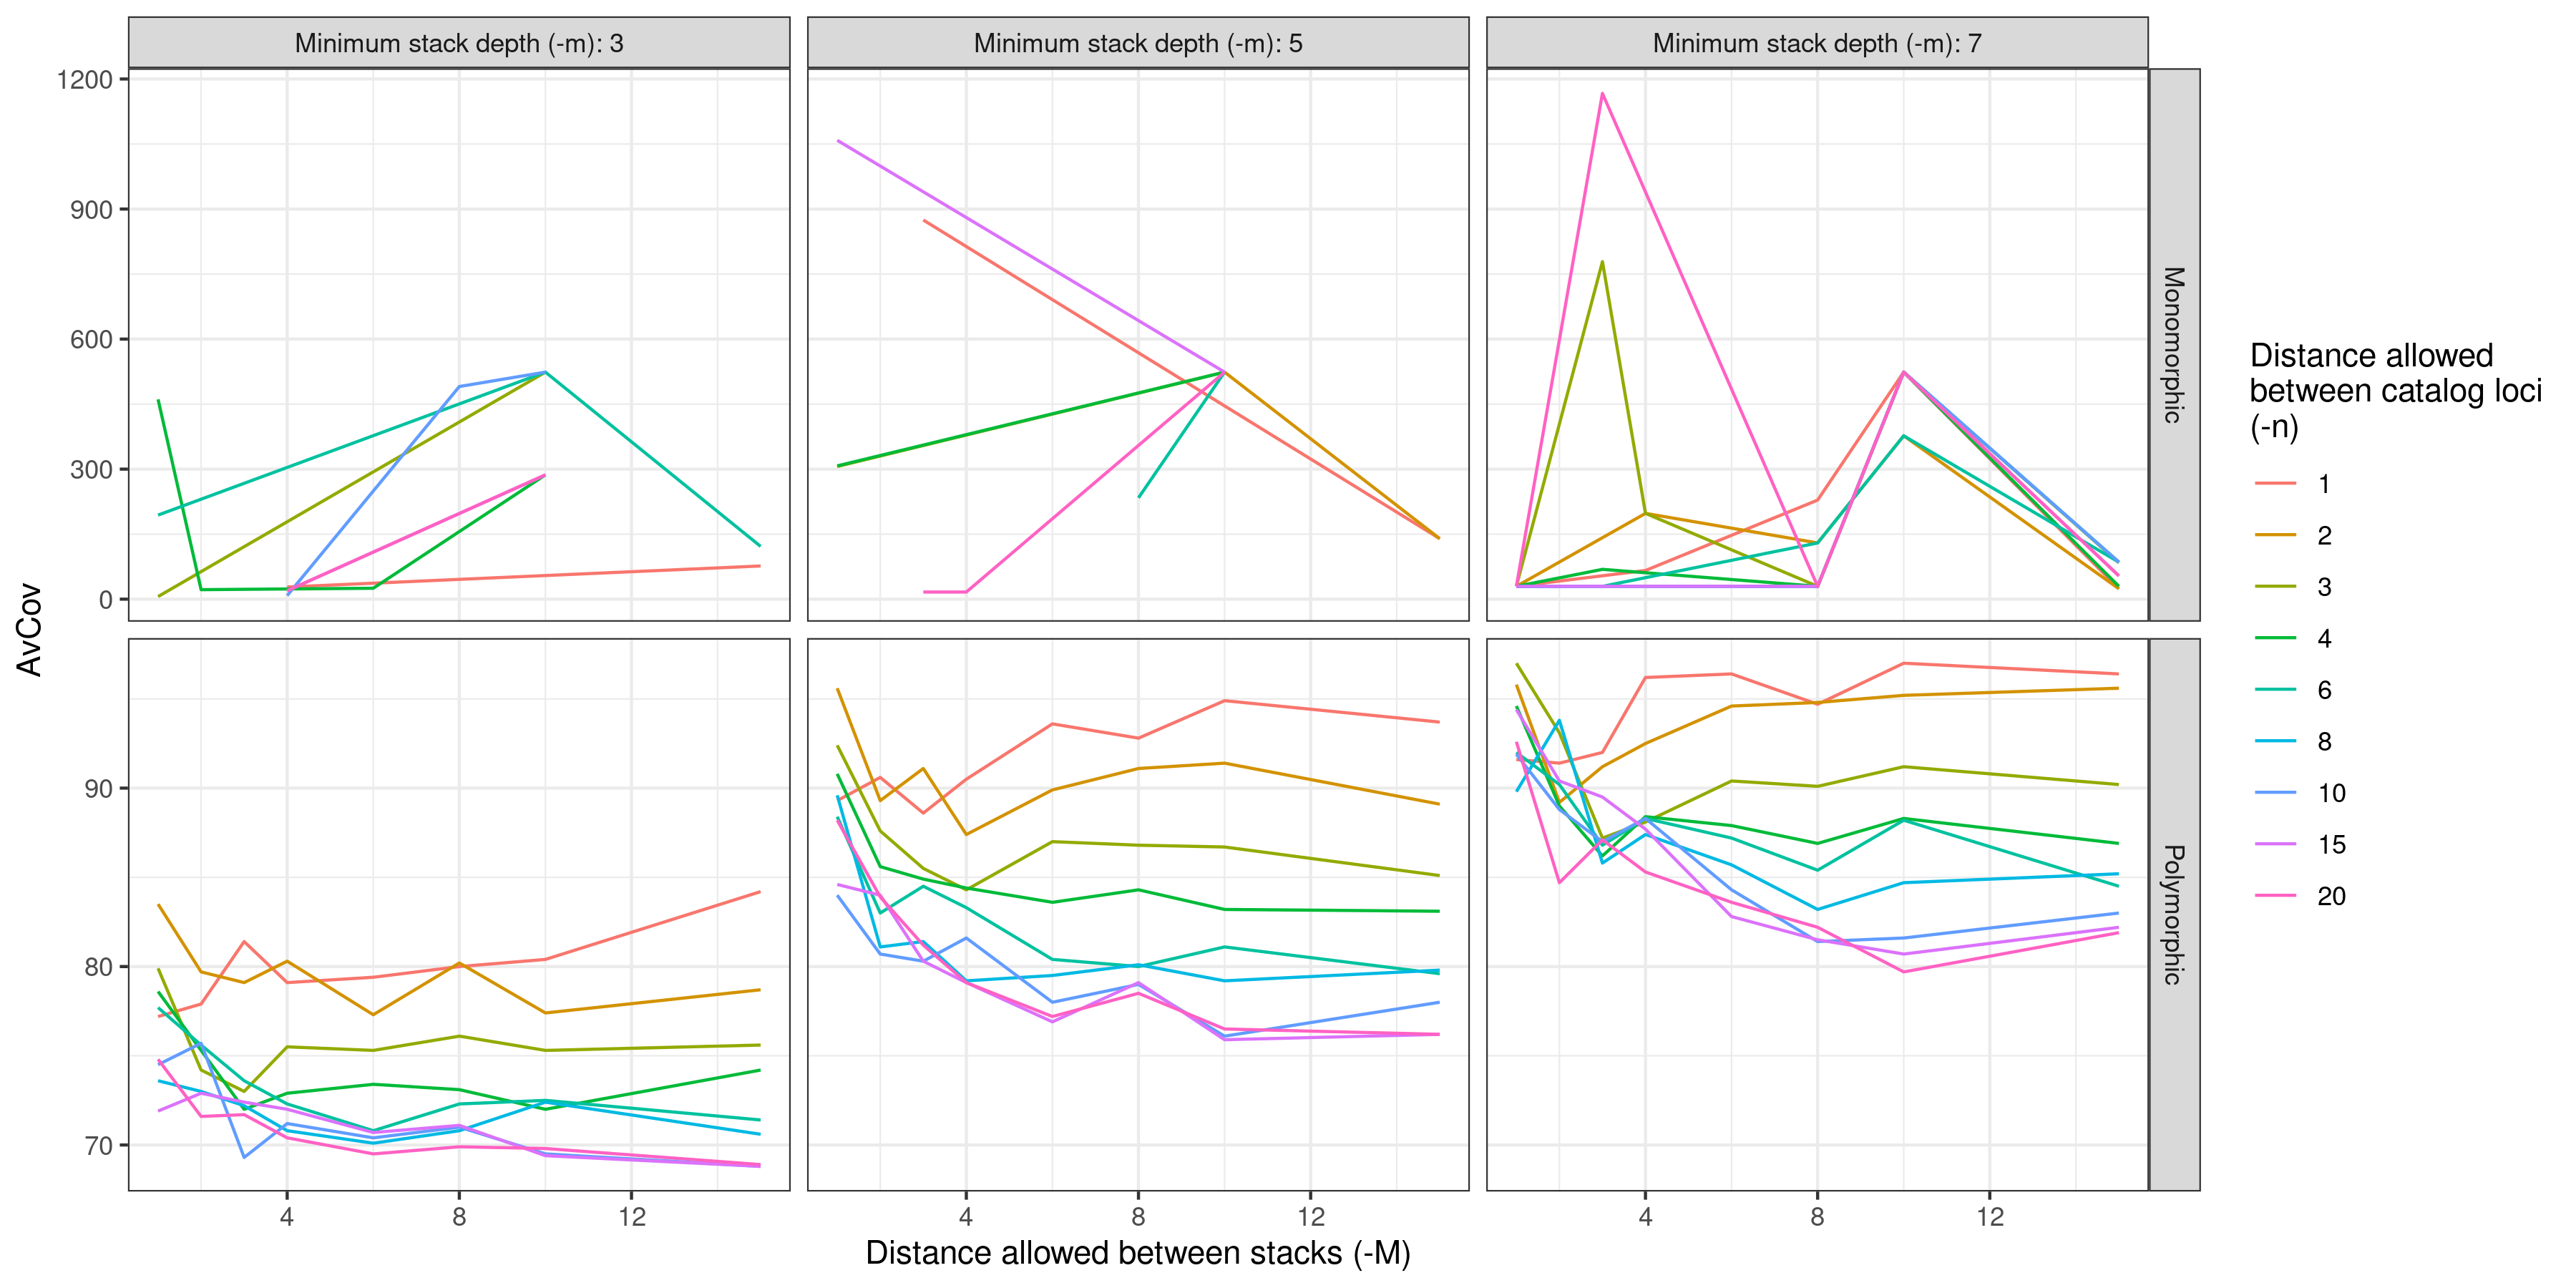 Minimum stack depth (-m): 3
Minimum stack depth (-m): 5
Minimum stack depth (-m): 7
1200
900
600
300
0
Monomorphic
90
80
70
Polymorphic
AvCov
4 8 12
4 8 12
4 8 12
Distance allowed between stacks (-M)
Distance allowed
between catalog loci
(-n)
1
2
3
4
6
8
10
15
20